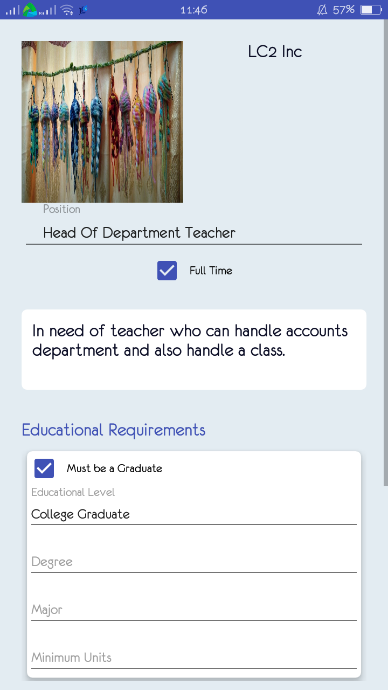 11:46
57%
LC2 Inc
Position
Head Of Department Teacher
Full Time
In need of teacher who can handle accounts
department and also handle a class.
Educational Requirements
Must be a Graduate
Educational Level
College Graduate
Degree
Major
Minimum Units